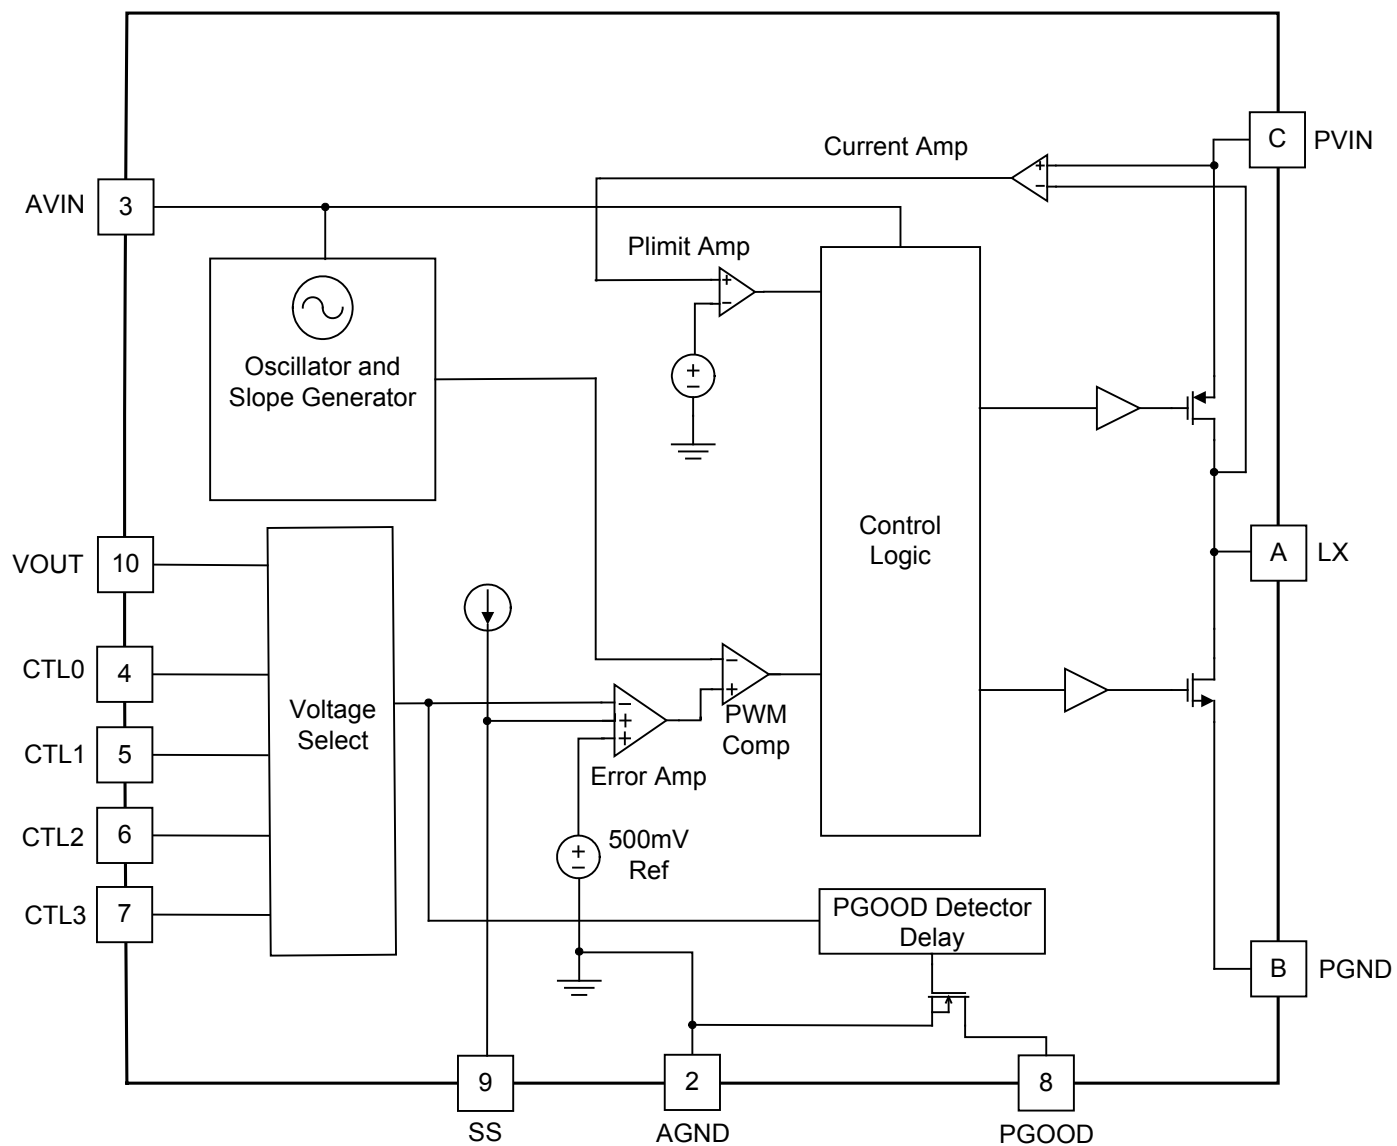 C PVIN
Current Amp
+
−
AVIN 3
Plimit Amp
+
−
Oscillator and
Slope Generator
+
−
Control
Logic
VOUT 10
A LX
CTL0 4
Voltage
Select
−
+
+
Error Amp
−
+
PWM
Comp
CTL1 5
CTL2 6
+
−
500mV
Ref
CTL3 7
PGOOD Detector
Delay
B PGND
9
SS
2
AGND
8
PGOOD